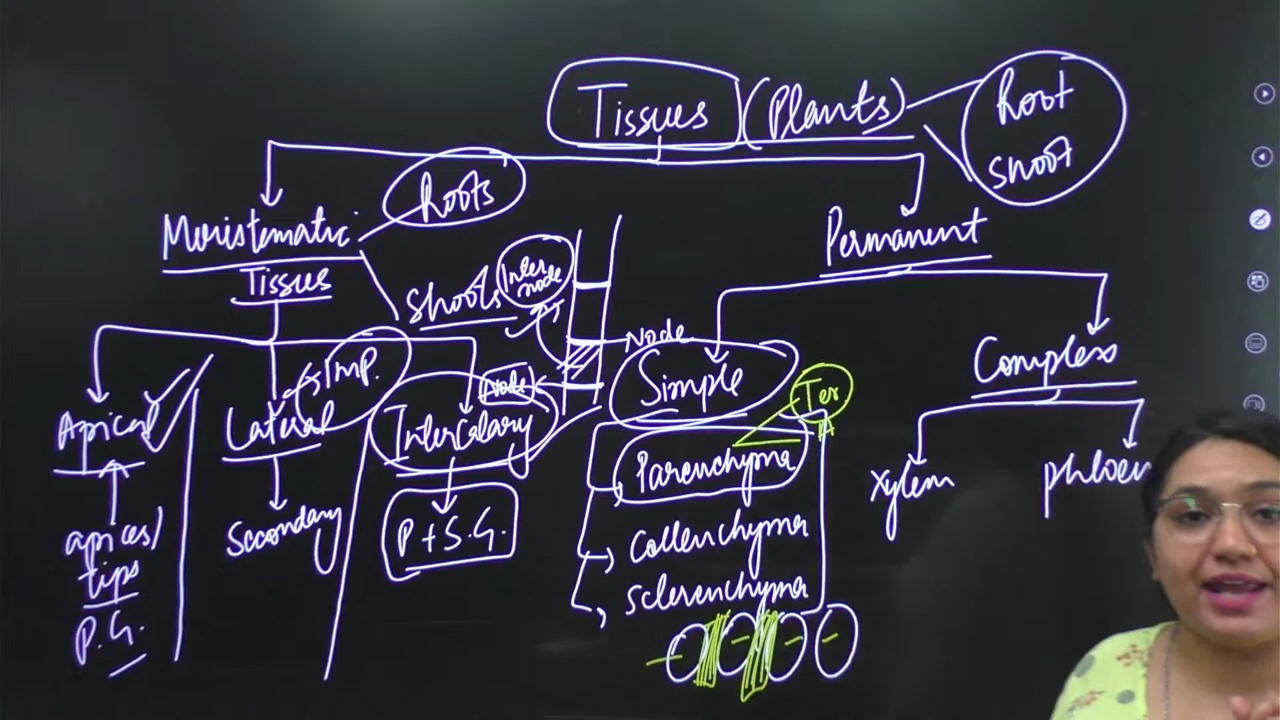 Tissues (Plants)
Root
Shoot
Meristematic
Tissues
Roots
Shoots
Inter
node
Node
Node
Permanent
Simple
Complex
Apical
Lateral
Imp.
Intercalary
apices/
tips
P.G.
Secondary
P + S.G.
Parenchyma
Collenchyma
Sclerenchyma
Xylem
phloem